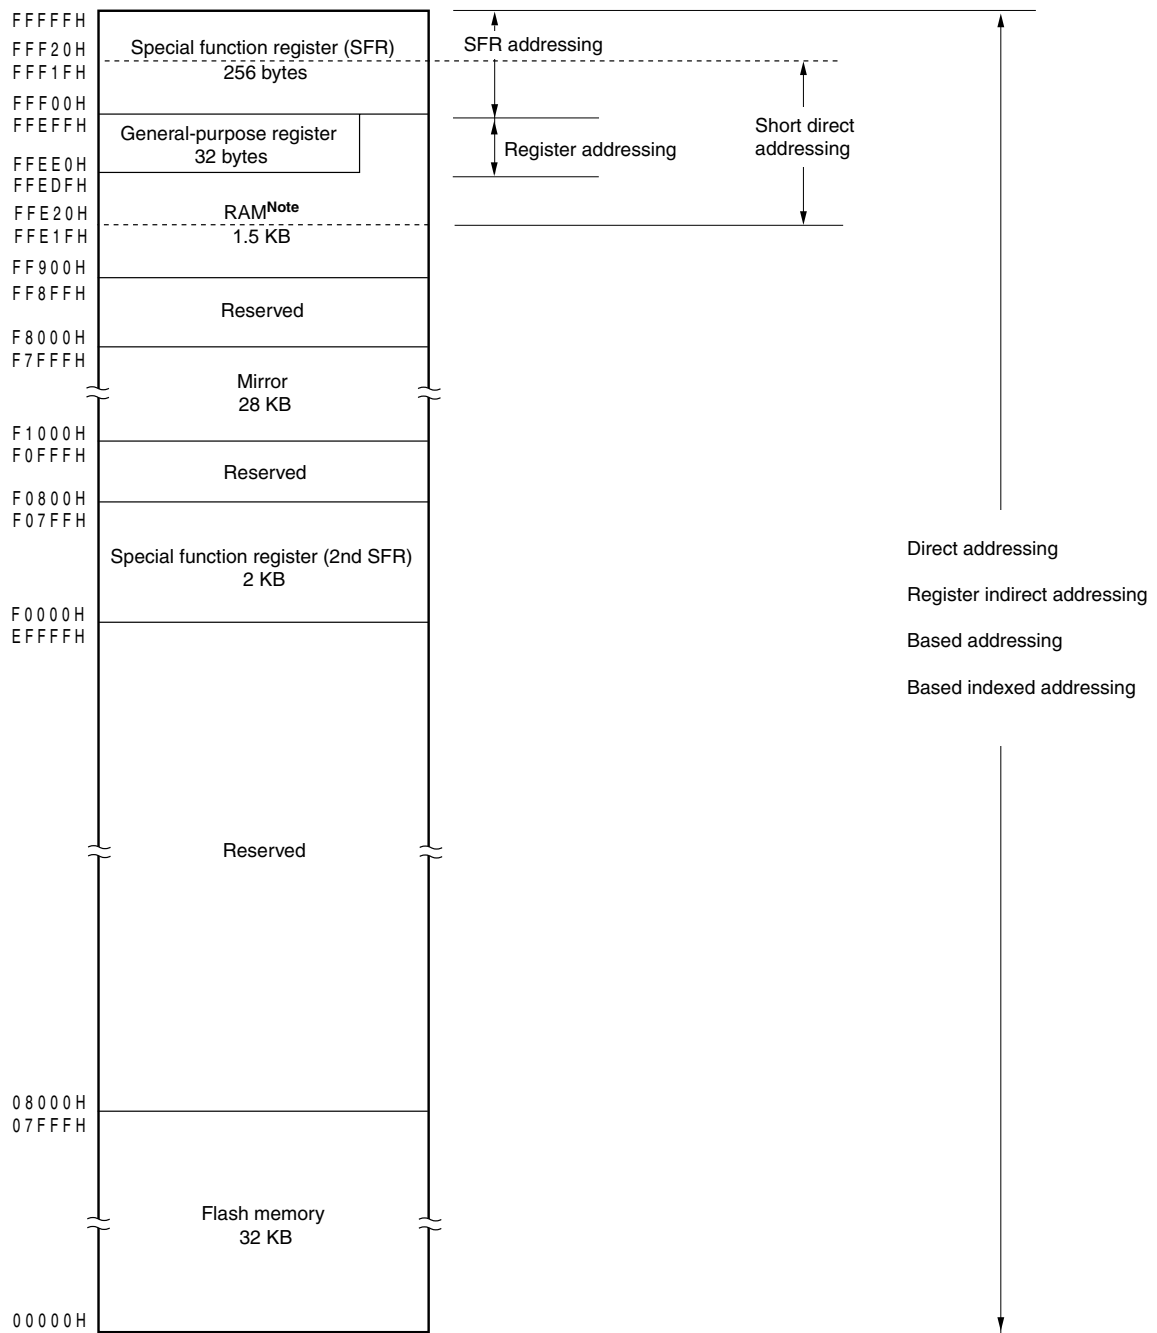 FFFFFH
FFF20H
FFF1FH
FFF00H
FFEFFH
FFEE0H
FFEDFH
FFE20H
FFE1FH
FF900H
FF8FFH
F8000H
F7FFFH
F1000H
F0FFFH
F0800H
F07FFH
F0000H
EFFFFH
08000H
07FFFH
00000H
Special function register (SFR)
256 bytes
General-purpose register
32 bytes
RAMNote
1.5 KB
Reserved
Mirror
28 KB
Reserved
Special function register (2nd SFR)
2 KB
Reserved
Flash memory
32 KB
SFR addressing
Register addressing
Short direct
addressing
Direct addressing
Register indirect addressing
Based addressing
Based indexed addressing